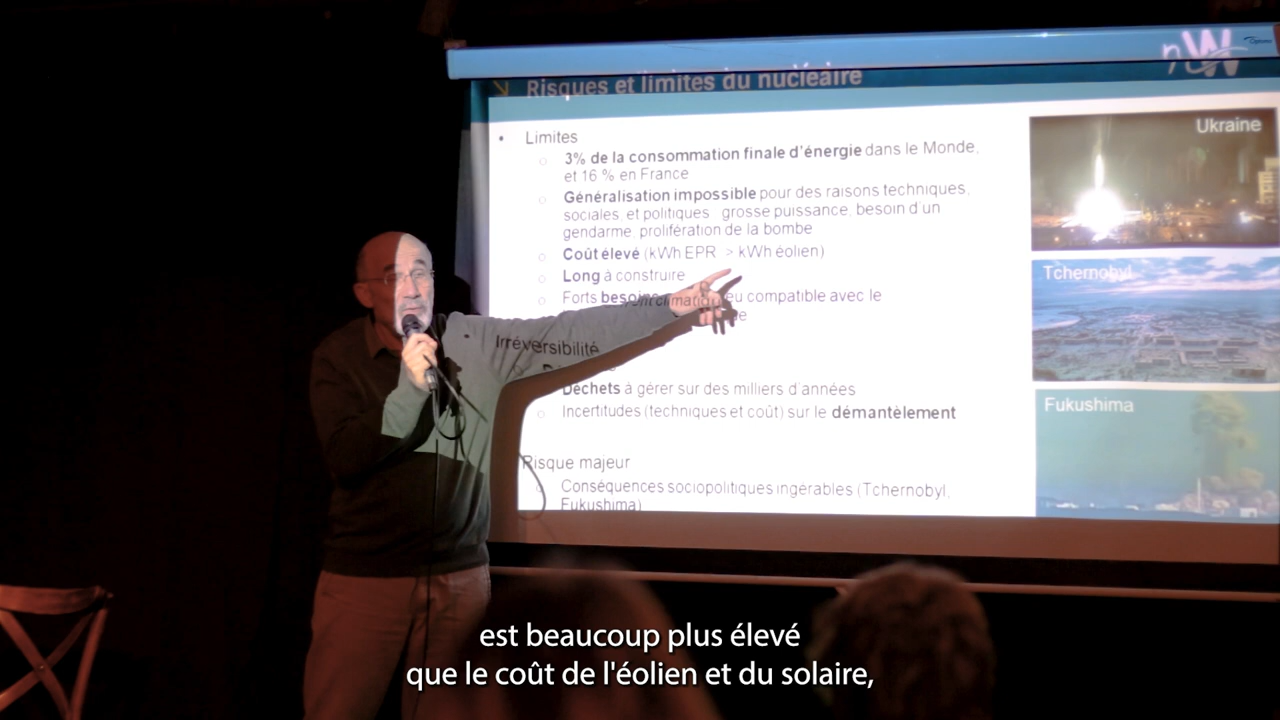 nW
Optoma
Risques et limites du nucléaire
• Limites
○ 3% de la consommation finale d'énergie dans le Monde,
et 16 % en France
○ Généralisation impossible pour des raisons techniques,
sociales, et politiques grosse puissance, besoin d'un
gendarme, prolifération de la bombe
○ Coût élevé (kWh EPR > kWh éolien)
○ Long à construire
○ Forts besoins eu compatible avec le
climatiqu
• Irréversibilité
○ Déchets à gérer sur des milliers d'années
○ Incertitudes (techniques et coût) sur le démantèlement
Risque majeur
○ Conséquences sociopolitiques ingérables (Tchernobyl,
Fukushima)
Ukraine
Tchernobyl
Fukushima
est beaucoup plus élevé
que le coût de l'éolien et du solaire,